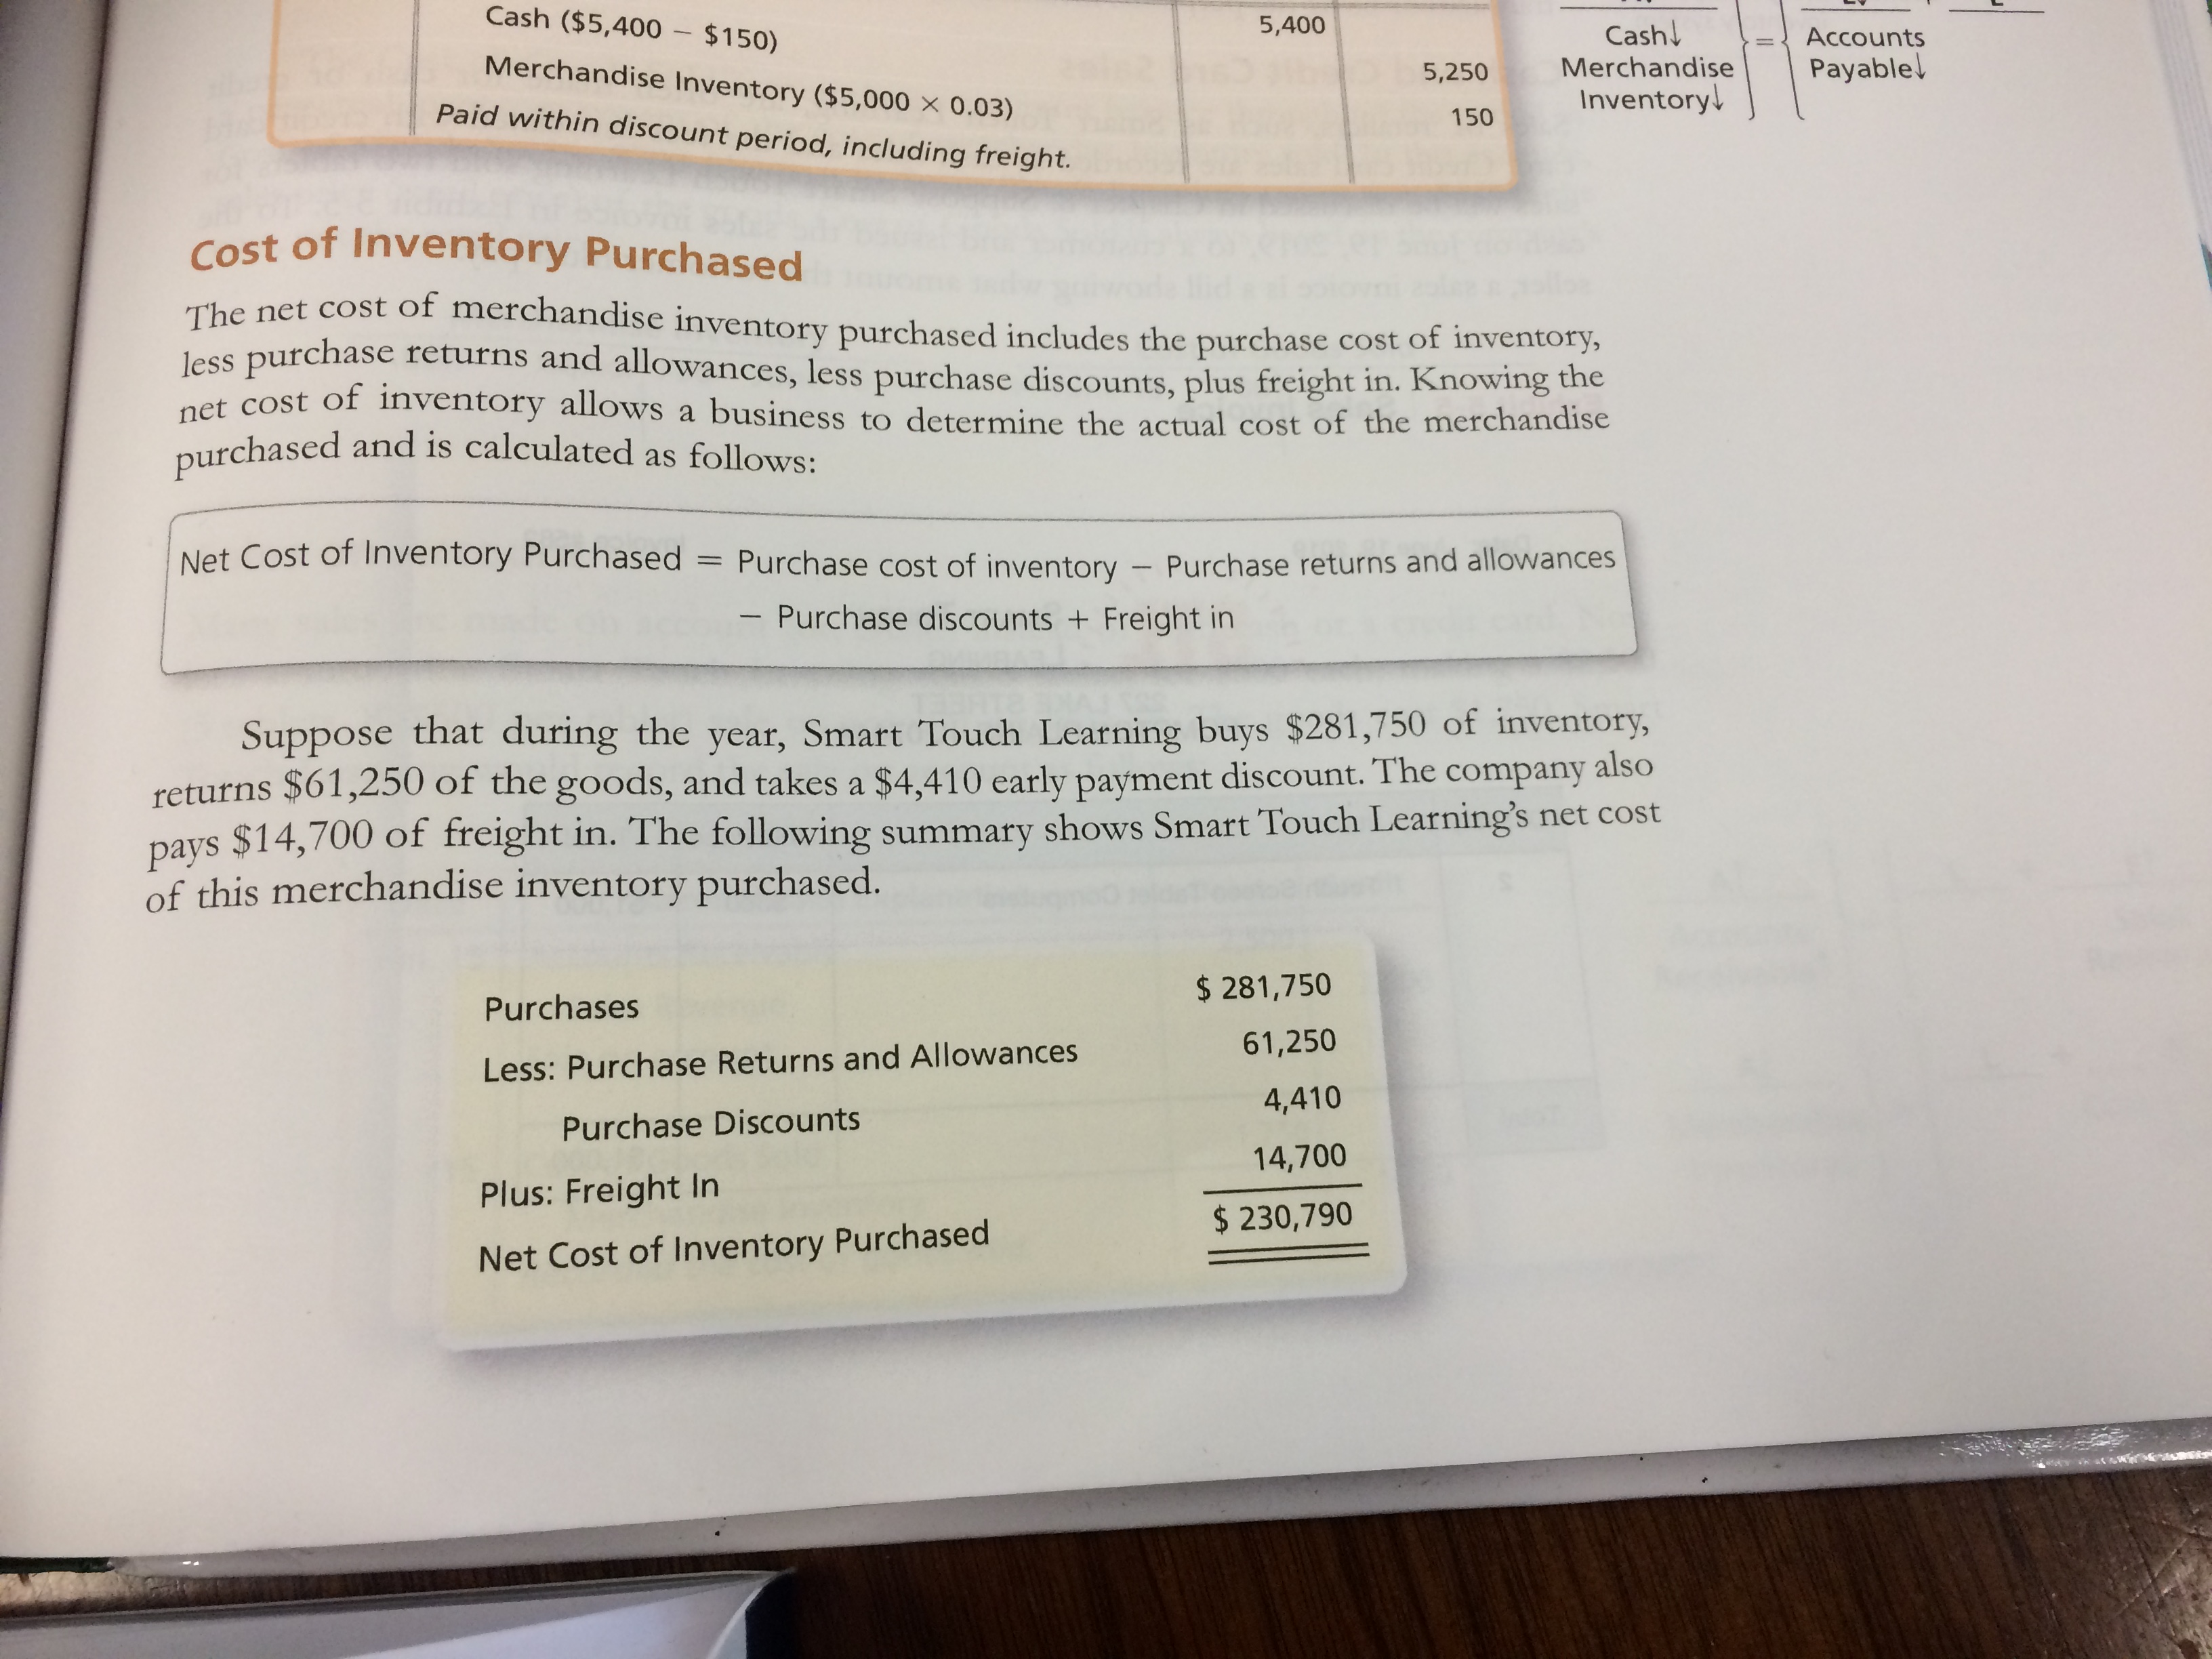 Cash ($5,400 – $150)
5,400
Merchandise Inventory ($5,000 × 0.03)
5,250
Paid within discount period, including freight.
150
Cash↓
Merchandise
Inventory↓
=
Accounts
Payable↓
Cost of Inventory Purchased
The net cost of merchandise inventory purchased includes the purchase cost of inventory,
less purchase returns and allowances, less purchase discounts, plus freight in. Knowing the
net cost of inventory allows a business to determine the actual cost of the merchandise
purchased and is calculated as follows:
Net Cost of Inventory Purchased = Purchase cost of inventory – Purchase returns and allowances
– Purchase discounts + Freight in
Suppose that during the year, Smart Touch Learning buys $281,750 of inventory,
returns $61,250 of the goods, and takes a $4,410 early payment discount. The company also
pays $14,700 of freight in. The following summary shows Smart Touch Learning's net cost
of this merchandise inventory purchased.
Purchases $ 281,750
Less: Purchase Returns and Allowances 61,250
Purchase Discounts 4,410
Plus: Freight In 14,700
Net Cost of Inventory Purchased $ 230,790